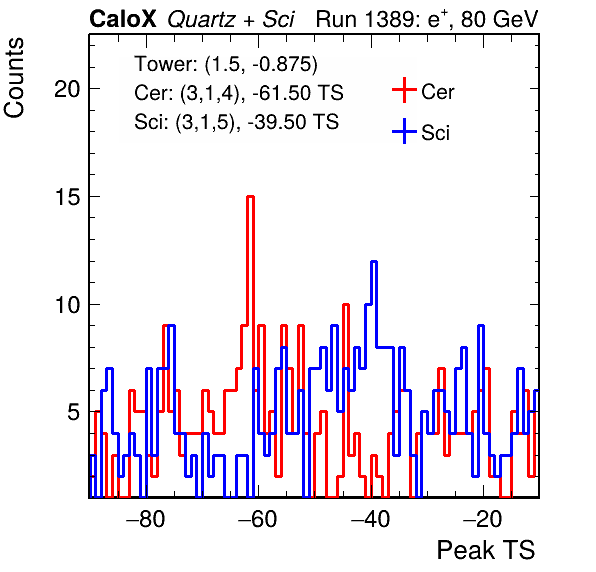 CaloX Quartz + Sci Run 1389: e+, 80 GeV
Counts
Tower: (1.5, -0.875)
Cer: (3,1,4), -61.50 TS
Sci: (3,1,5), -39.50 TS
Cer
Sci
20
15
10
5
−80 −60 −40 −20
Peak TS